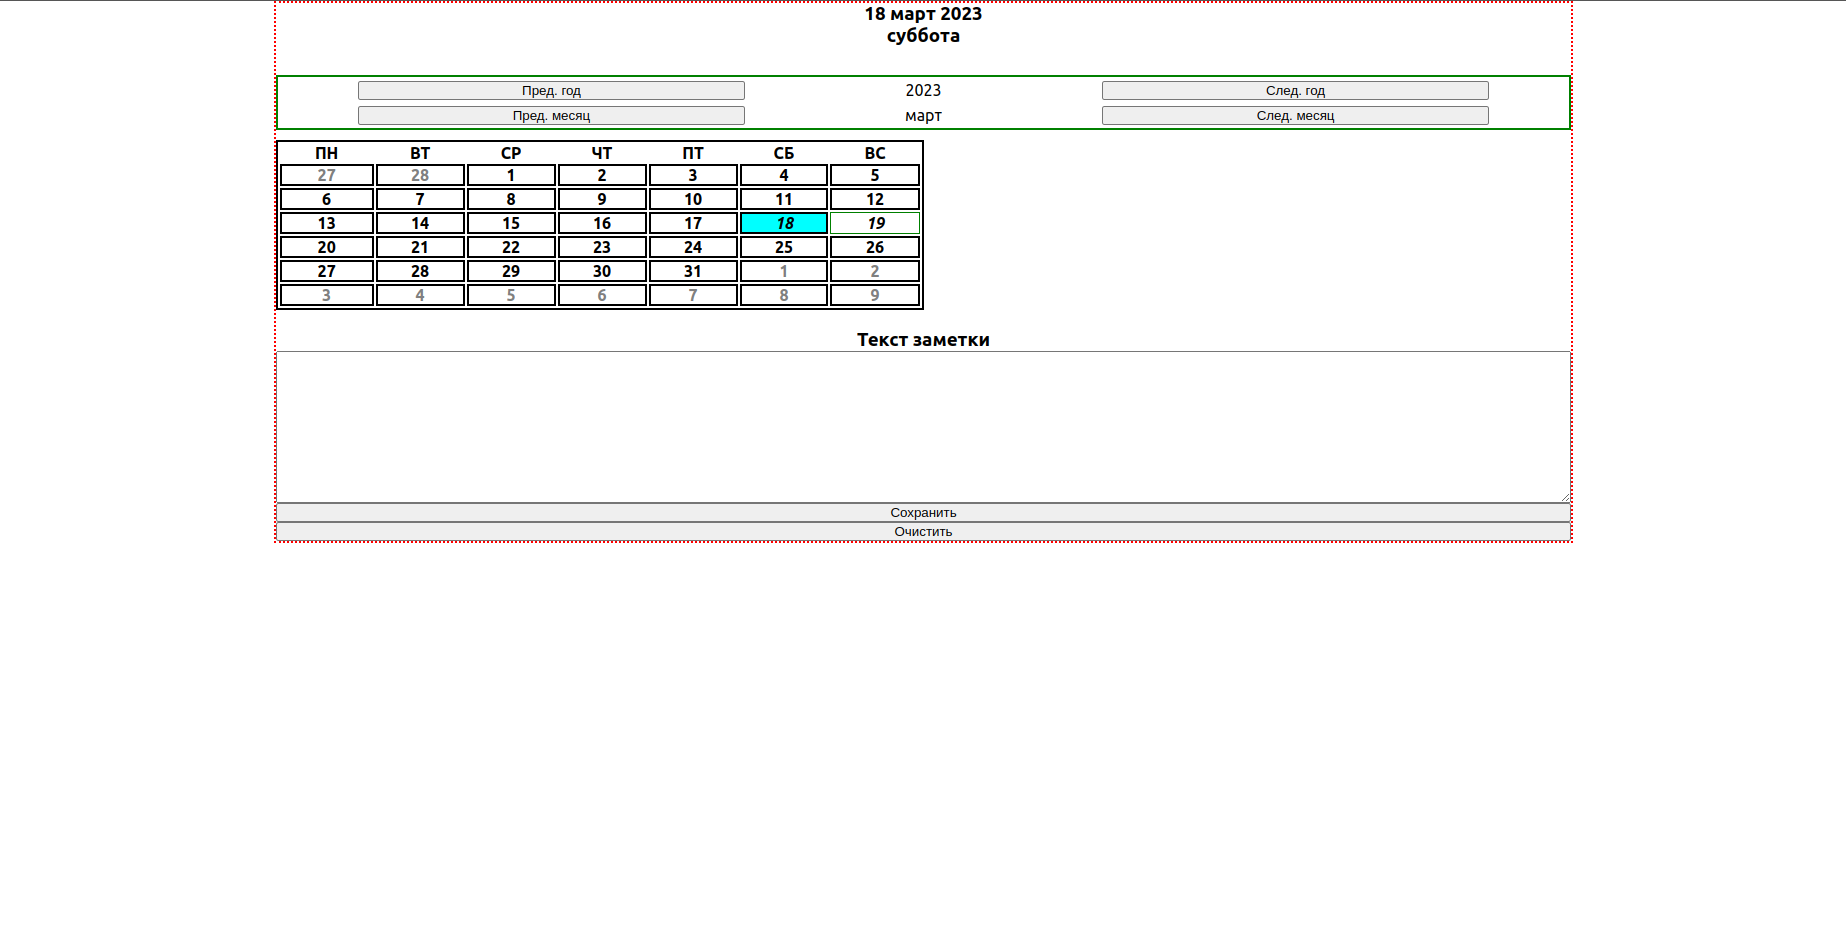 18 март 2023
суббота
Пред. год 2023 След. год
Пред. месяц март След. месяц
ПН ВТ СР ЧТ ПТ СБ ВС
27 28 1 2 3 4 5
6 7 8 9 10 11 12
13 14 15 16 17 18 19
20 21 22 23 24 25 26
27 28 29 30 31 1 2
3 4 5 6 7 8 9
Текст заметки
Сохранить
Очистить